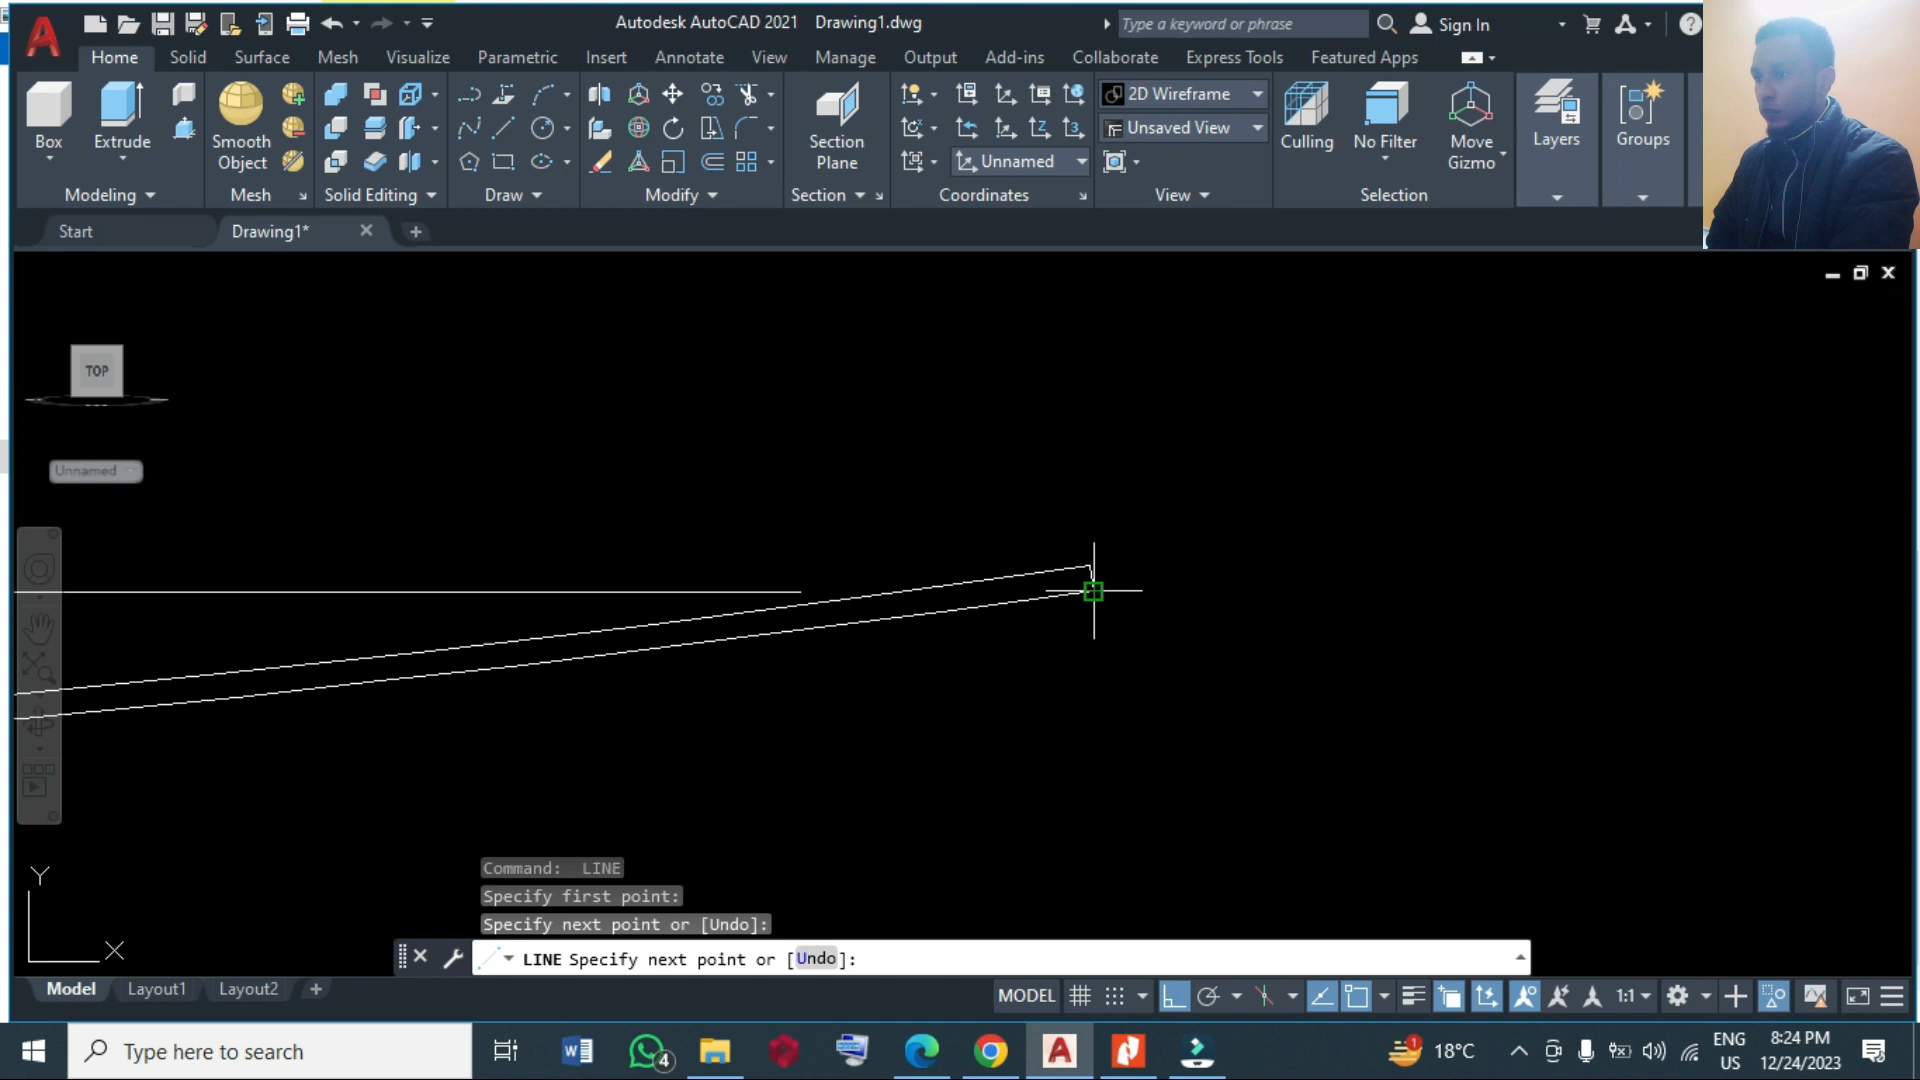 Autodesk AutoCAD 2021 Drawing1.dwg
Type a keyword or phrase
Sign In
Home Solid Surface Mesh Visualize Parametric Insert Annotate View Manage Output Add-ins Collaborate Express Tools Featured Apps
Box
Extrude
Smooth
Object
Section
Plane
2D Wireframe
Unsaved View
Unnamed
Culling
No Filter
Move
Gizmo
Layers
Groups
Modeling Mesh Solid Editing Draw Modify Section Coordinates View Selection
Start
Drawing1*
TOP
Unnamed
Y
X
Command: LINE
Specify first point:
Specify next point or [Undo]:
LINE Specify next point or [Undo]:
Model Layout1 Layout2
MODEL
1:1
Type here to search
4
1
18°C
ENG
US
8:24 PM
12/24/2023